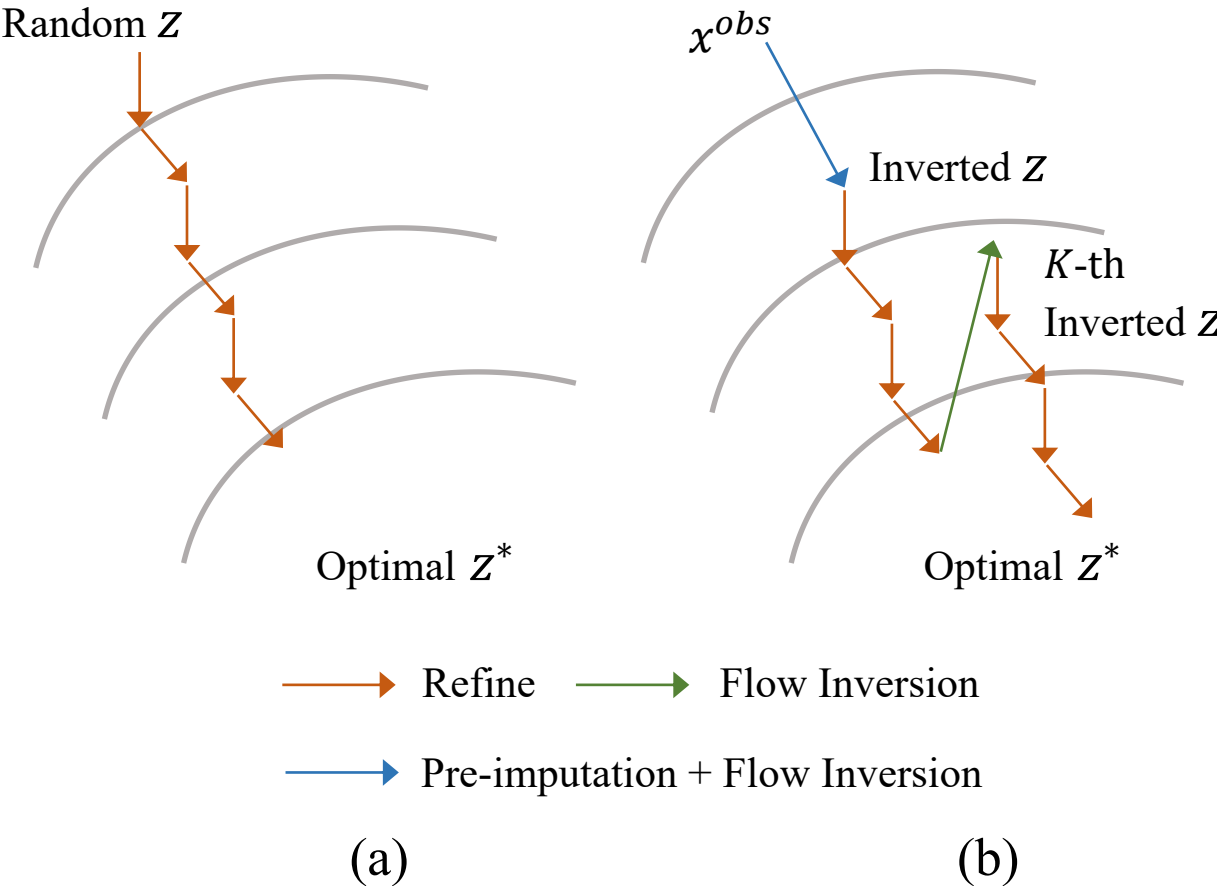 Random z
x^obs
Inverted z
K-th
Inverted z
Optimal z*
Optimal z*
Refine
Flow Inversion
Pre-imputation + Flow Inversion
(a)
(b)